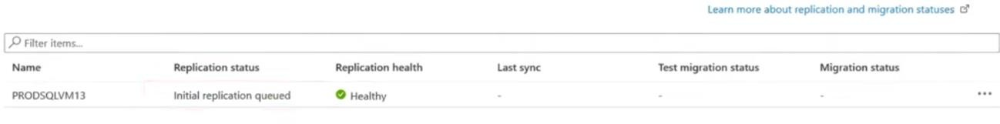 Learn more about replication and migration statuses
Filter items...
Name Replication status Replication health Last sync Test migration status Migration status
PRODSQLVM13 Initial replication queued Healthy - - -